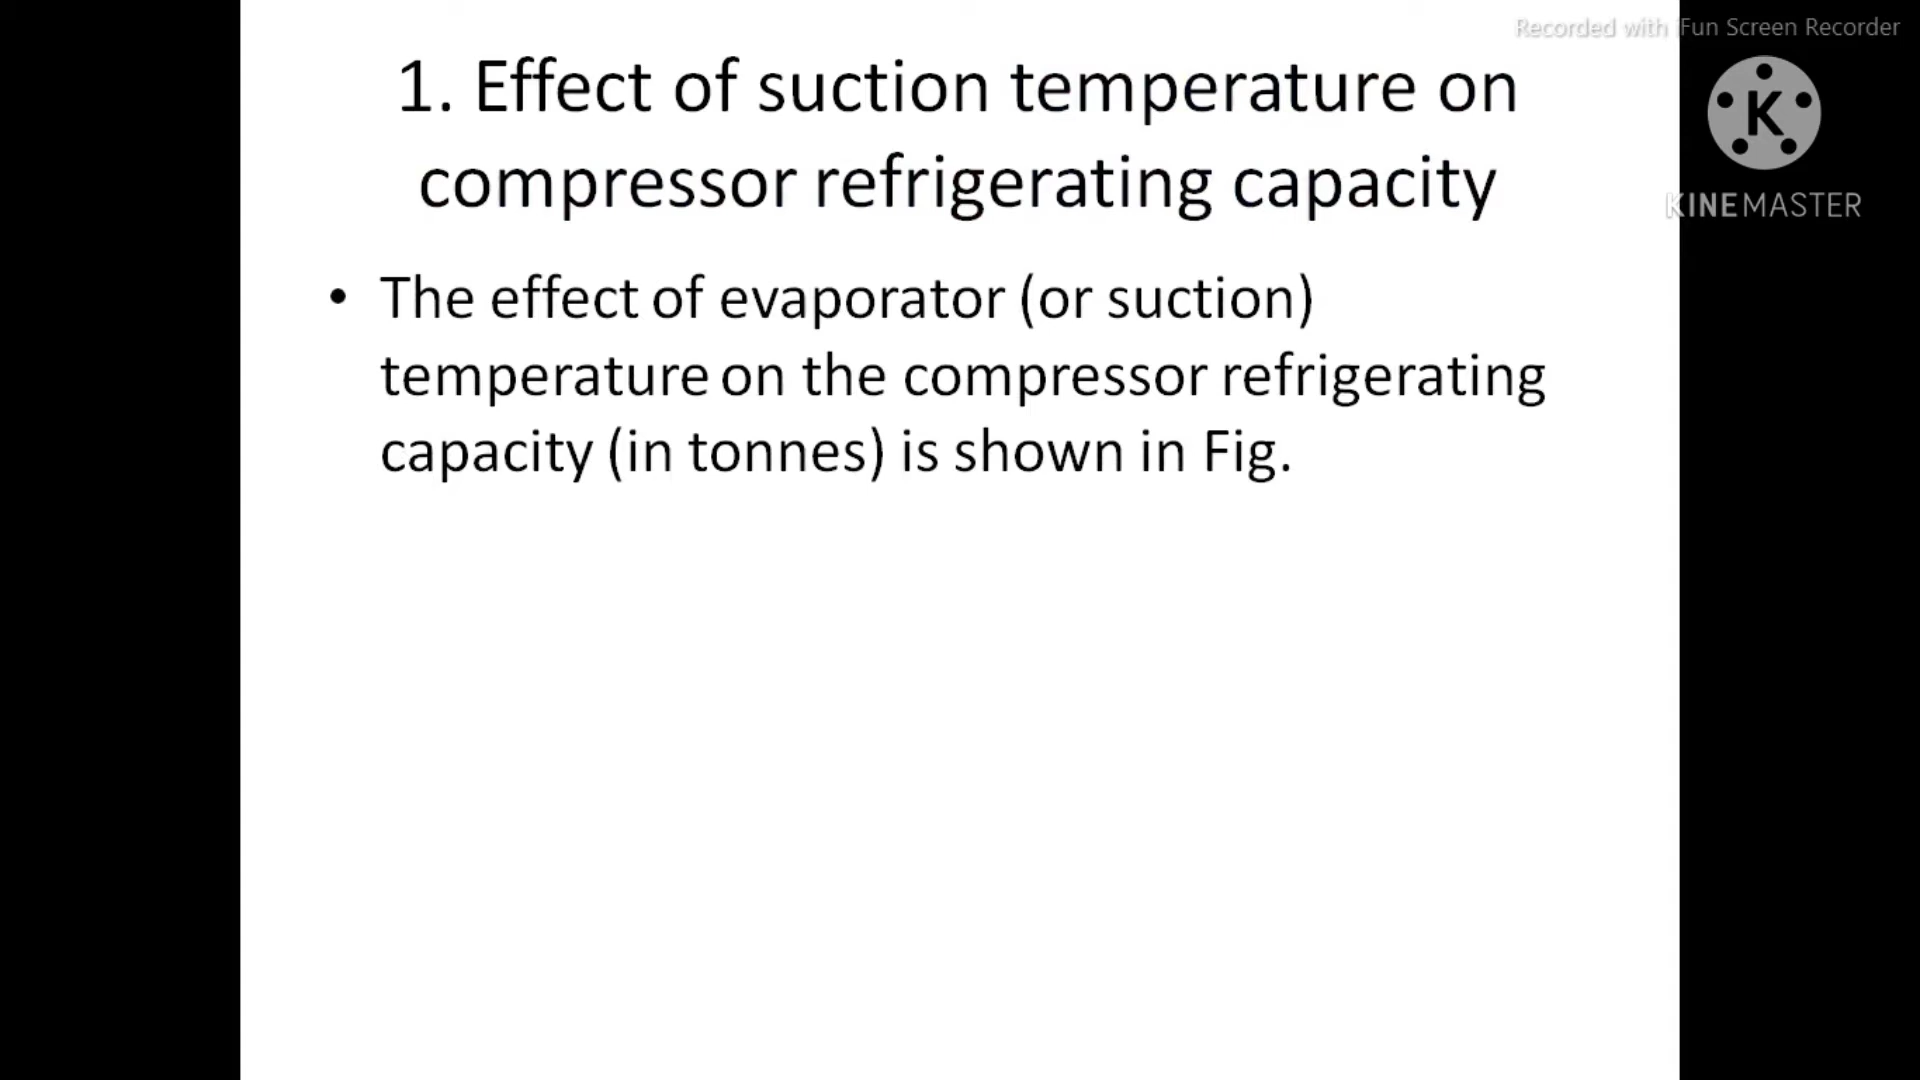 Recorded with iFun Screen Recorder
K
KINEMASTER
1. Effect of suction temperature on
compressor refrigerating capacity
• The effect of evaporator (or suction)
temperature on the compressor refrigerating
capacity (in tonnes) is shown in Fig.